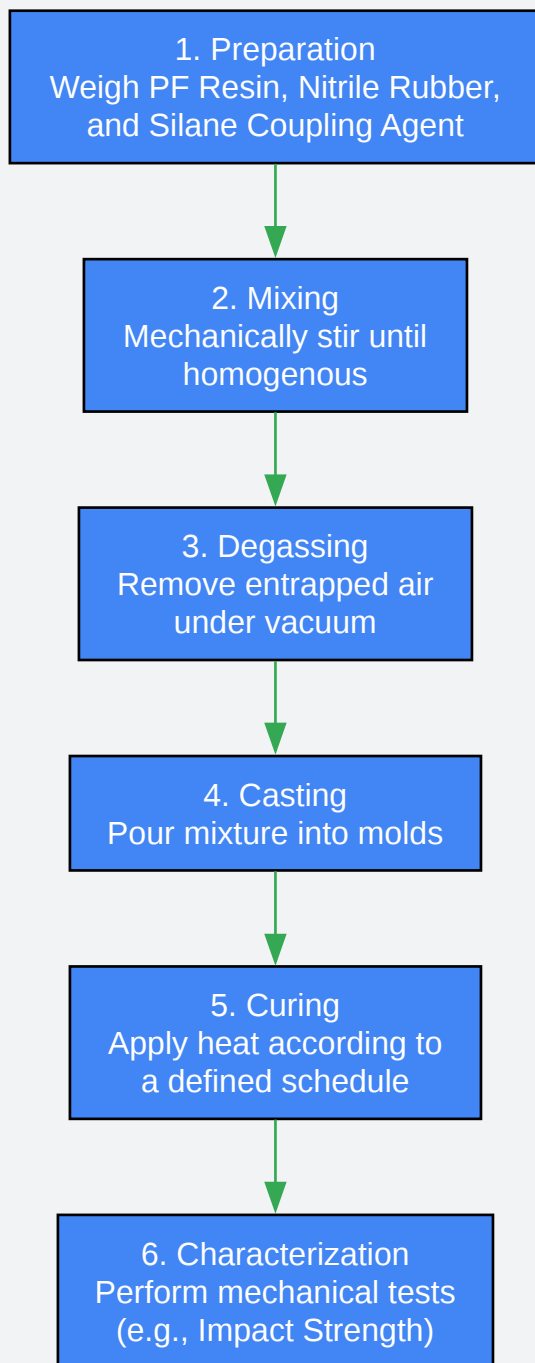 1. Preparation
Weigh PF Resin, Nitrile Rubber,
and Silane Coupling Agent
2. Mixing
Mechanically stir until
homogenous
3. Degassing
Remove entrapped air
under vacuum
4. Casting
Pour mixture into molds
5. Curing
Apply heat according to
a defined schedule
6. Characterization
Perform mechanical tests
(e.g., Impact Strength)